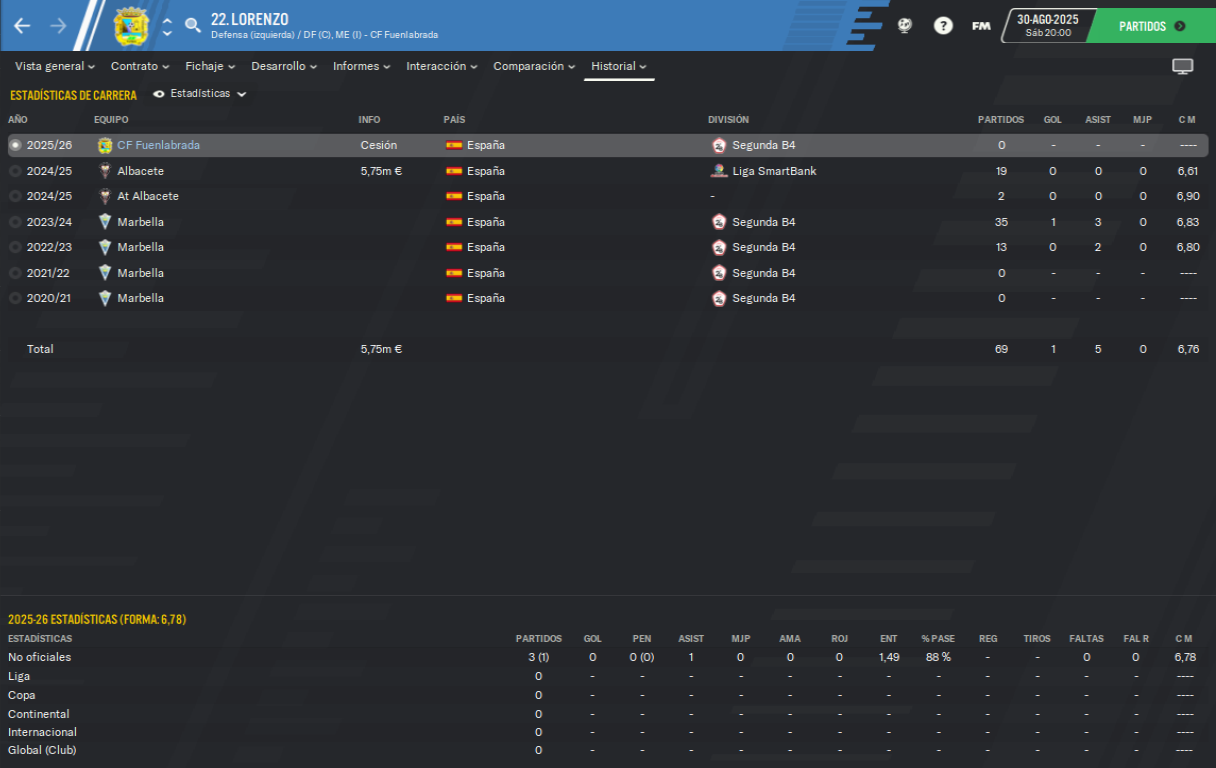 22. LORENZO
Defensa (izquierda) / DF (C), ME (I) - CF Fuenlabrada
? FM 30-AGO-2025 PARTIDOS
Sáb 20:00
Vista general Contrato Fichaje Desarrollo Informes Interacción Comparación Historial
ESTADÍSTICAS DE CARRERA Estadísticas
AÑO EQUIPO INFO PAÍS DIVISIÓN PARTIDOS GOL ASIST MJP C M
2025/26 CF Fuenlabrada Cesión España Segunda B4 0 - - - ----
2024/25 Albacete 5,75m € España Liga SmartBank 19 0 0 0 6,61
2024/25 At Albacete España - 2 0 0 0 6,90
2023/24 Marbella España Segunda B4 35 1 3 0 6,83
2022/23 Marbella España Segunda B4 13 0 2 0 6,80
2021/22 Marbella España Segunda B4 0 - - - ----
2020/21 Marbella España Segunda B4 0 - - - ----
Total 5,75m € 69 1 5 0 6,76
2025-26 ESTADÍSTICAS (FORMA: 6,78)
ESTADÍSTICAS PARTIDOS GOL PEN ASIST MJP AMA ROJ ENT % PASE REG TIROS FALTAS FAL R C M
No oficiales 3 (1) 0 0 (0) 1 0 0 0 1,49 88 % - - 0 0 6,78
Liga 0 - - - - - - - - - - - - ----
Copa 0 - - - - - - - - - - - - ----
Continental 0 - - - - - - - - - - - - ----
Internacional 0 - - - - - - - - - - - - ----
Global (Club) 0 - - - - - - - - - - - - ----